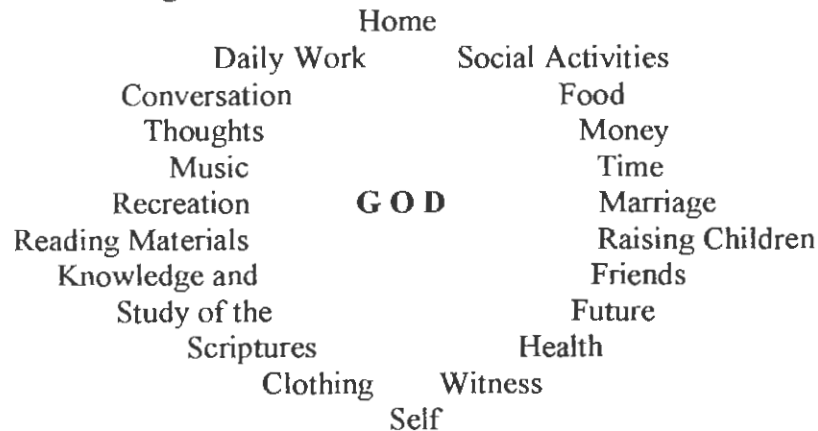 Home
Daily Work Social Activities
Conversation Food
Thoughts Money
Music Time
Recreation G O D Marriage
Reading Materials Raising Children
Knowledge and Friends
Study of the Future
Scriptures Health
Clothing Witness
Self